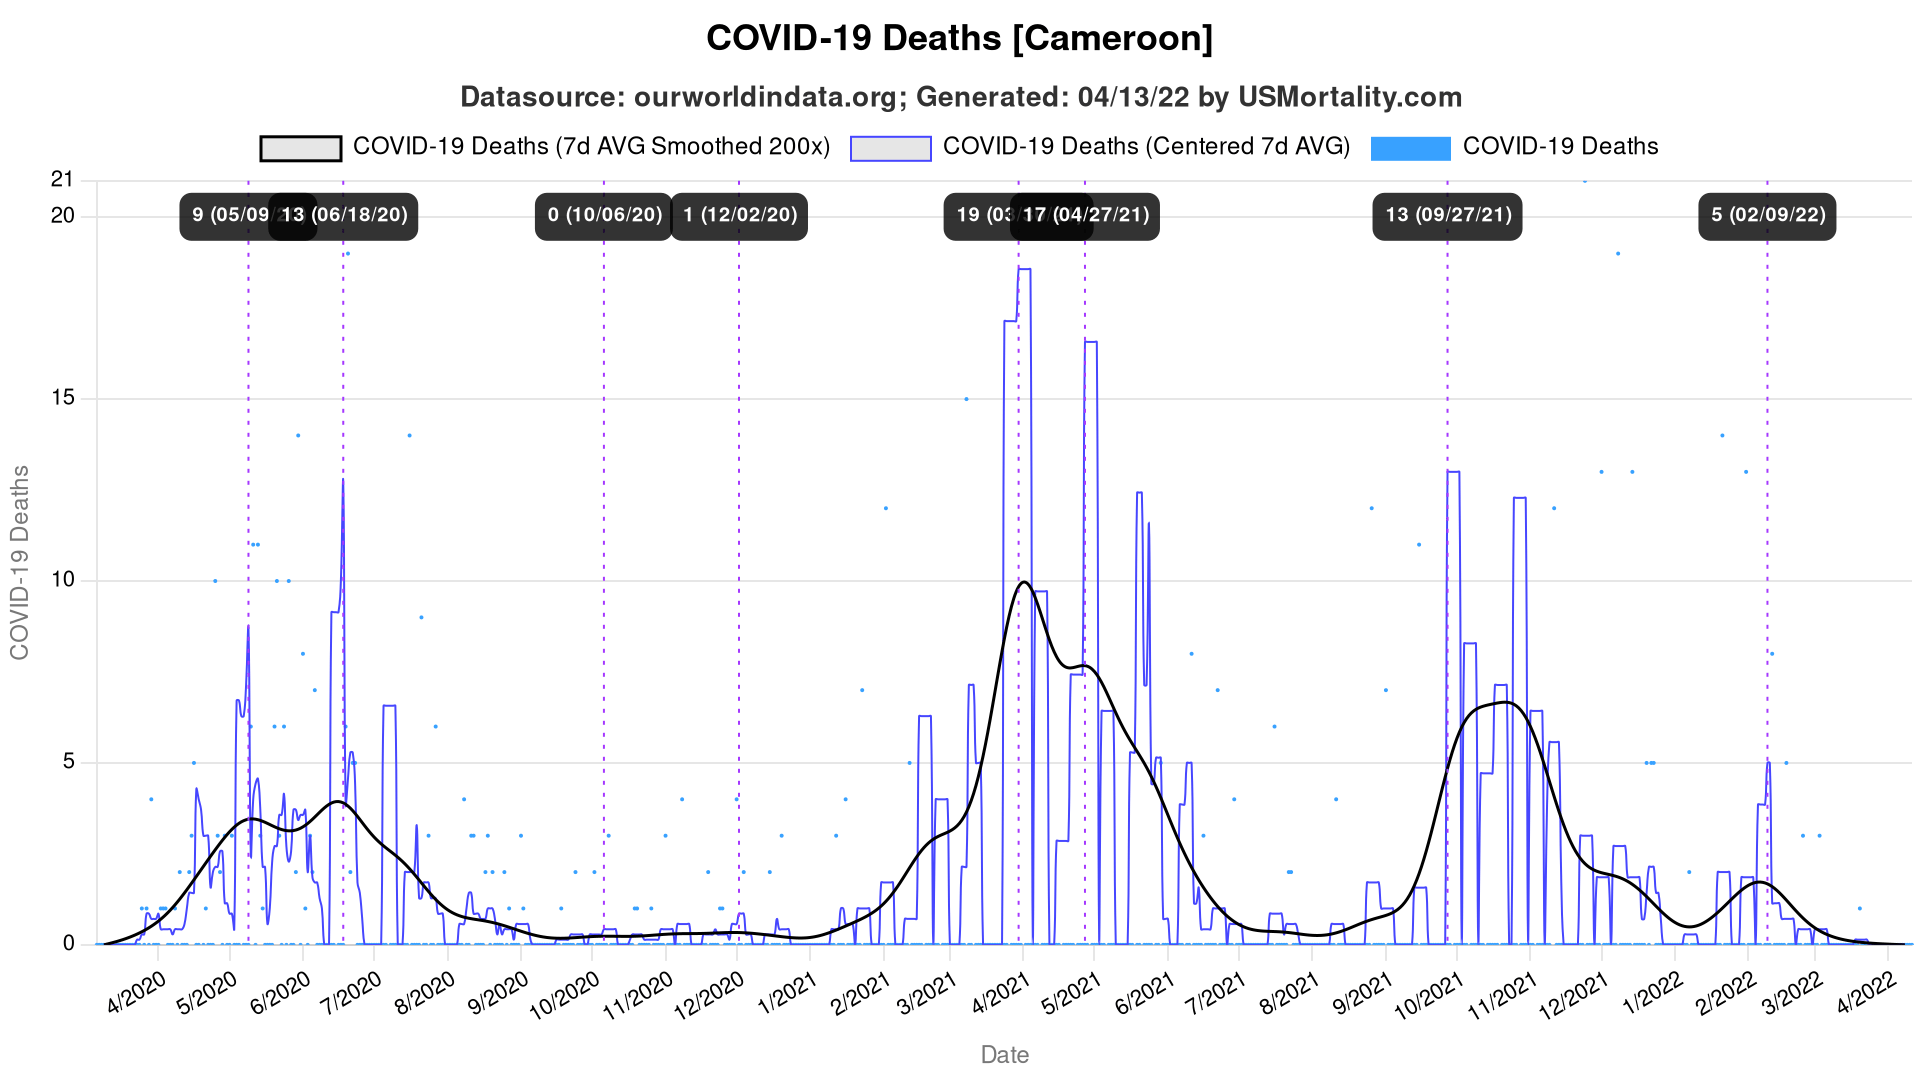 COVID-19 Deaths [Cameroon]
Datasource: ourworldindata.org; Generated: 04/13/22 by USMortality.com
COVID-19 Deaths (7d AVG Smoothed 200x) COVID-19 Deaths (Centered 7d AVG) COVID-19 Deaths
21
20
15
10
5
0
COVID-19 Deaths
9 (05/09/ 13 (06/18/20) 0 (10/06/20) 1 (12/02/20) 19 (03 17 (04/27/21) 13 (09/27/21) 5 (02/09/22)
4/2020 5/2020 6/2020 7/2020 8/2020 9/2020 10/2020 11/2020 12/2020 1/2021 2/2021 3/2021 4/2021 5/2021 6/2021 7/2021 8/2021 9/2021 10/2021 11/2021 12/2021 1/2022 2/2022 3/2022 4/2022
Date